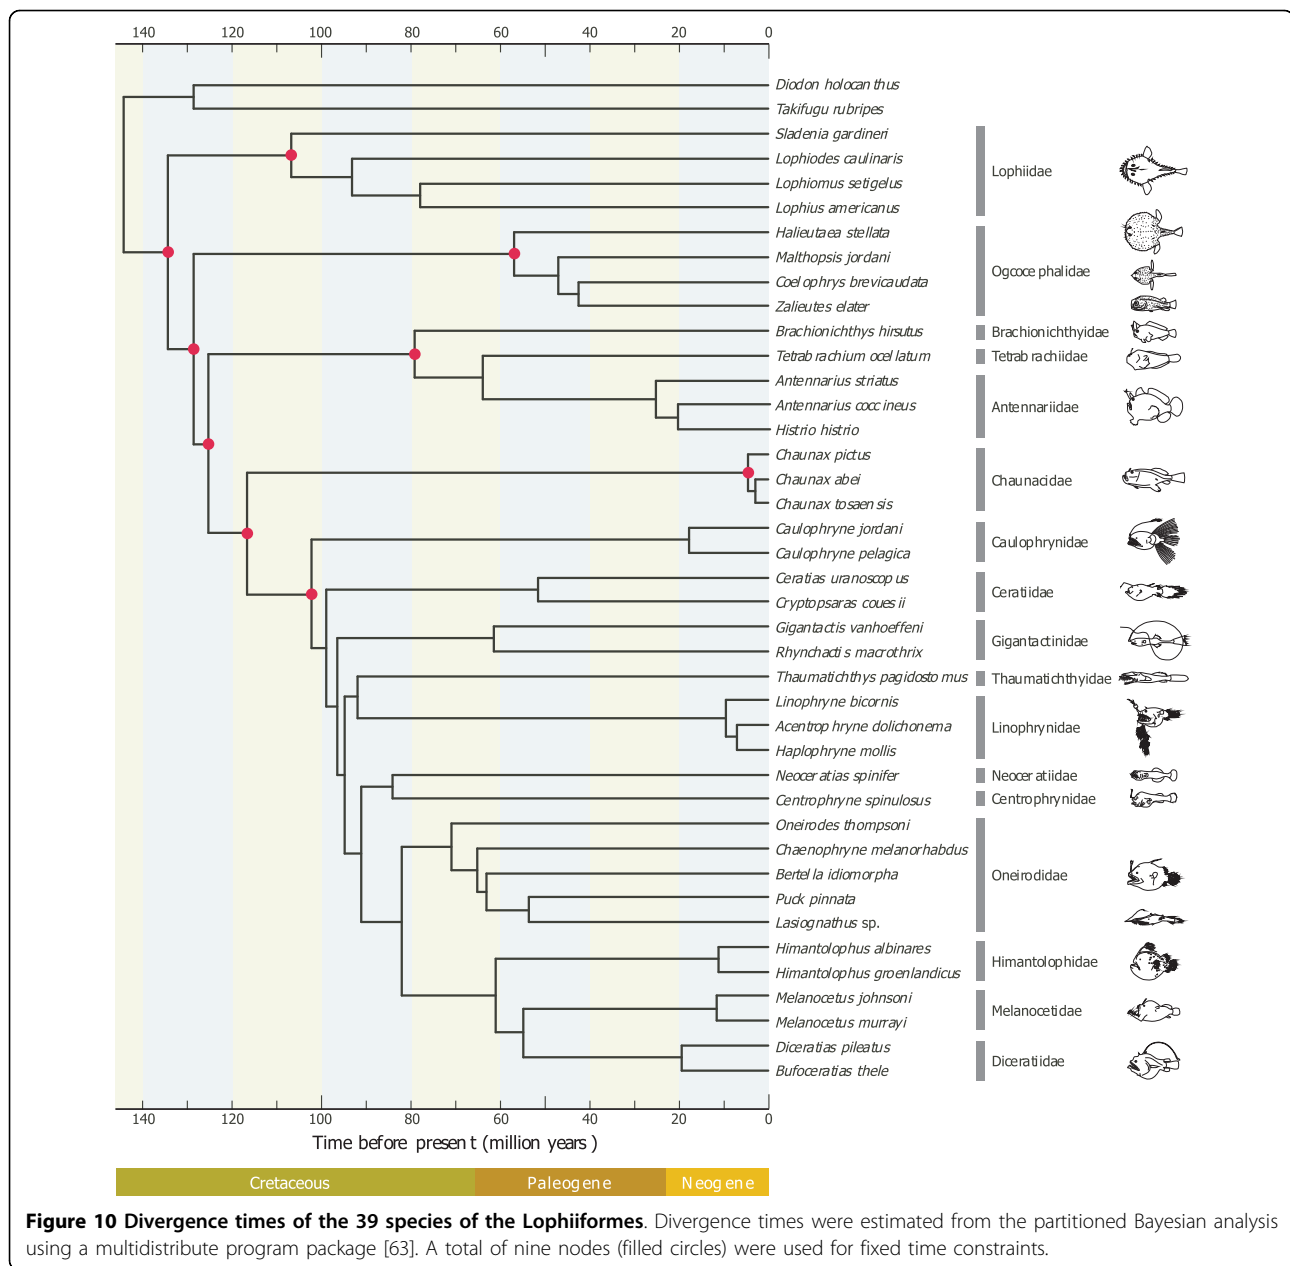 140 120 100 80 60 40 20 0
Diodon holocanthus
Takifugu rubripes
Sladenia gardineri
Lophiodes caulinaris
Lophiidae
Lophiomus setigelus
Lophius americanus
Halieutaea stellata
Malthopsis jordani
Ogcocephalidae
Coelophrys brevicaudata
Zalieutes elater
Brachionichthys hirsutus Brachionichthyidae
Tetrabrachium ocellatum Tetrabrachiidae
Antennarius striatus
Antennarius coccineus Antennariidae
Histrio histrio
Chaunax pictus
Chaunax abei Chaunacidae
Chaunax tosaensis
Caulophryne jordani
Caulophrynidae
Caulophryne pelagica
Ceratias uranoscopus
Ceratiidae
Cryptopsaras couesii
Gigantactis vanhoeffeni
Gigantactinidae
Rhynchactis macrothrix
Thaumatichthys pagidostomus Thaumatichthyidae
Linophryne bicornis
Acentrophryne dolichonema Linophrynidae
Haplophryne mollis
Neoceratias spinifer Neoceratiidae
Centrophryne spinulosus Centrophrynidae
Oneirodes thompsoni
Chaenophryne melanorhabdus
Bertella idiomorpha Oneirodidae
Puck pinnata
Lasiognathus sp.
Himantolophus albinares
Himantolophidae
Himantolophus groenlandicus
Melanocetus johnsoni
Melanocetidae
Melanocetus murrayi
Diceratias pileatus
Diceratiidae
Bufoceratias thele
140 120 100 80 60 40 20 0
Time before present (million years)
Cretaceous Paleogene Neogene
Figure 10 Divergence times of the 39 species of the Lophiiformes. Divergence times were estimated from the partitioned Bayesian analysis
using a multidistribute program package [63]. A total of nine nodes (filled circles) were used for fixed time constraints.